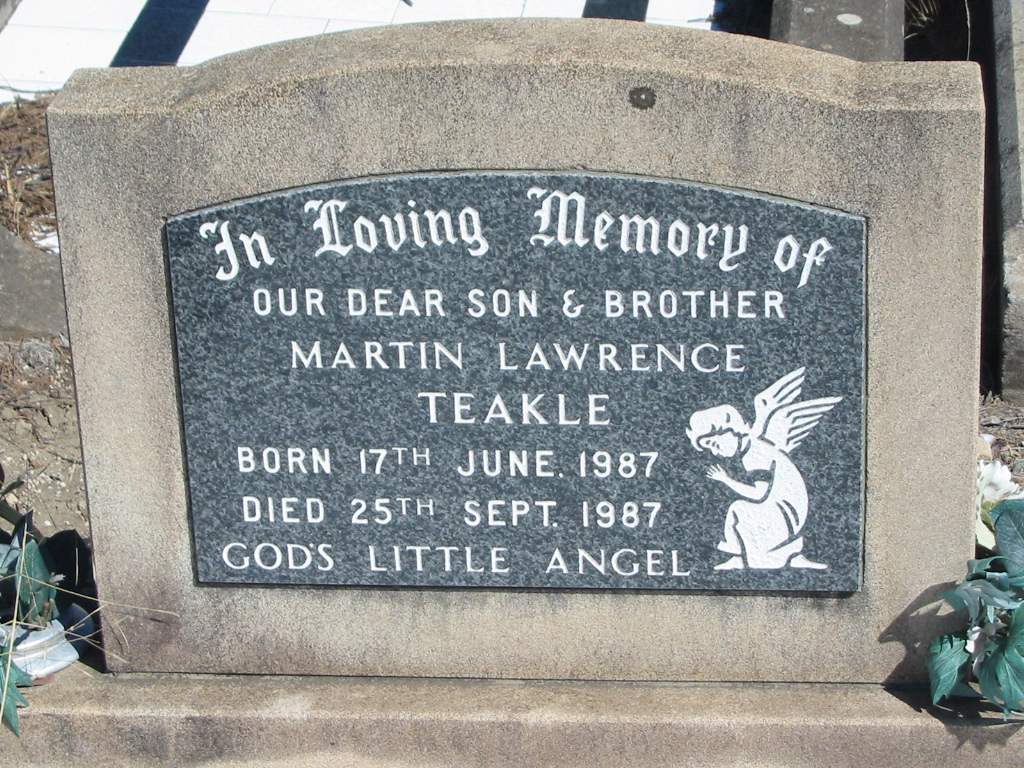 In Loving Memory of
OUR DEAR SON & BROTHER
MARTIN LAWRENCE
TEAKLE
BORN 17TH JUNE. 1987
DIED 25TH SEPT. 1987
GOD'S LITTLE ANGEL